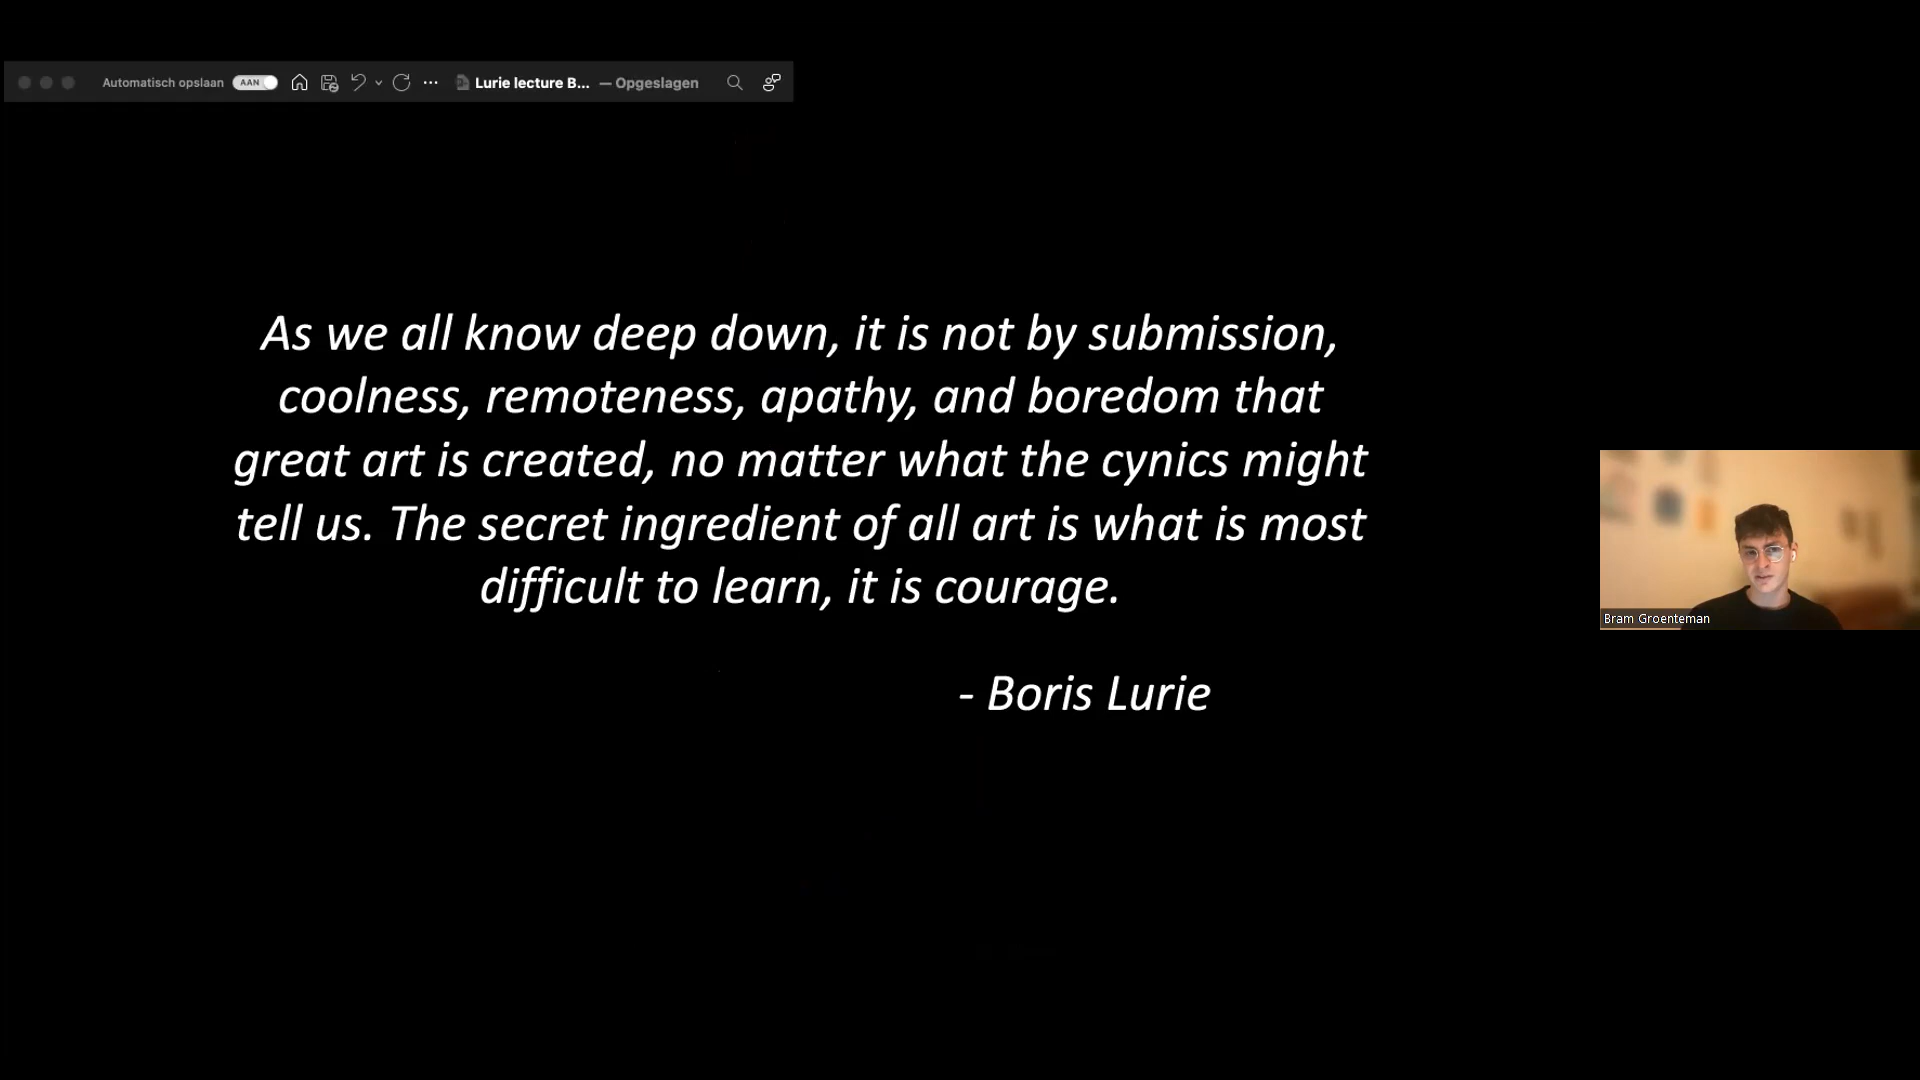 Automatisch opslaan AAN Lurie lecture B... — Opgeslagen
As we all know deep down, it is not by submission,
coolness, remoteness, apathy, and boredom that
great art is created, no matter what the cynics might
tell us. The secret ingredient of all art is what is most
difficult to learn, it is courage.
- Boris Lurie
Bram Groenteman